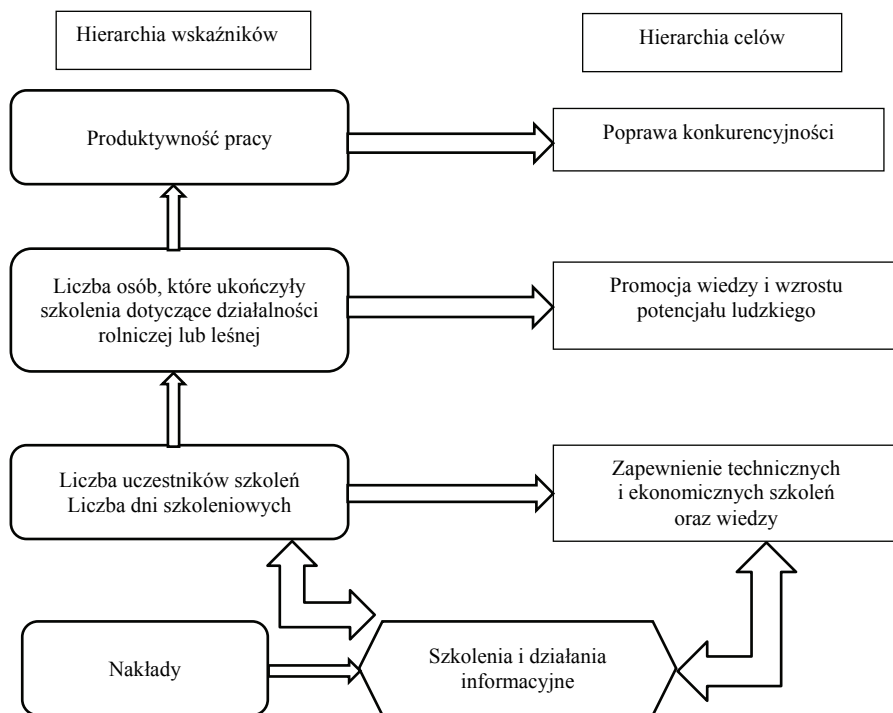 Hierarchia wskaźników
Hierarchia celów
Produktywność pracy
Poprawa konkurencyjności
Liczba osób, które ukończyły
szkolenia dotyczące działalności
rolniczej lub leśnej
Promocja wiedzy i wzrostu
potencjału ludzkiego
Liczba uczestników szkoleń
Liczba dni szkoleniowych
Zapewnienie technicznych
i ekonomicznych szkoleń
oraz wiedzy
Nakłady
Szkolenia i działania
informacyjne